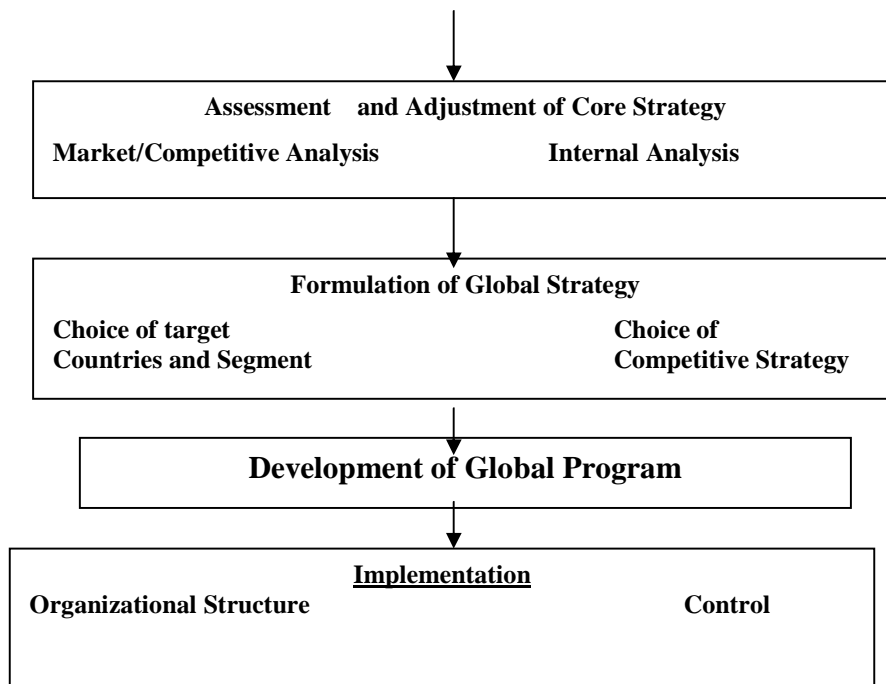 Assessment and Adjustment of Core Strategy
Market/Competitive Analysis Internal Analysis
Formulation of Global Strategy
Choice of target Choice of
Countries and Segment Competitive Strategy
Development of Global Program
Implementation
Organizational Structure Control